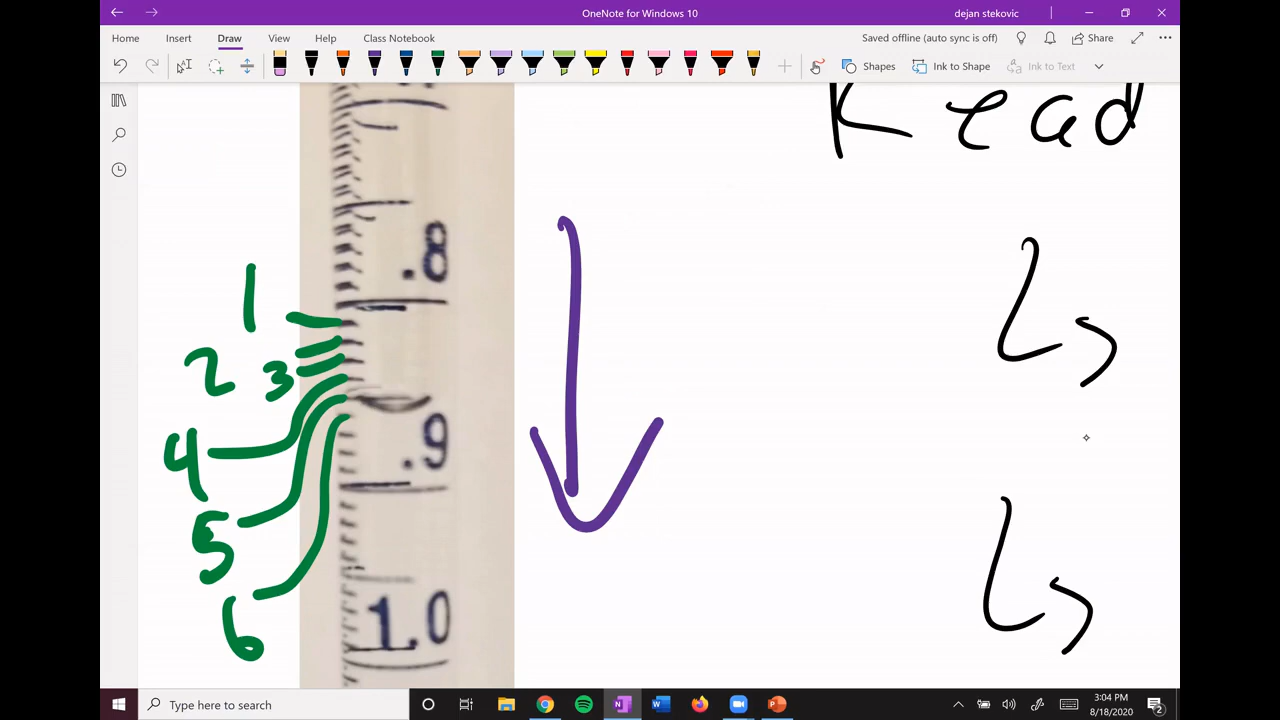 OneNote for Windows 10
dejan stekovic
Home
Insert
Draw
View
Help
Class Notebook
Saved offline (auto sync is off)
Share
Shapes
Ink to Shape
Ink to Text
Read
.8
1
2
3
.9
4
5
6
1.0
Type here to search
3:04 PM
8/18/2020
2